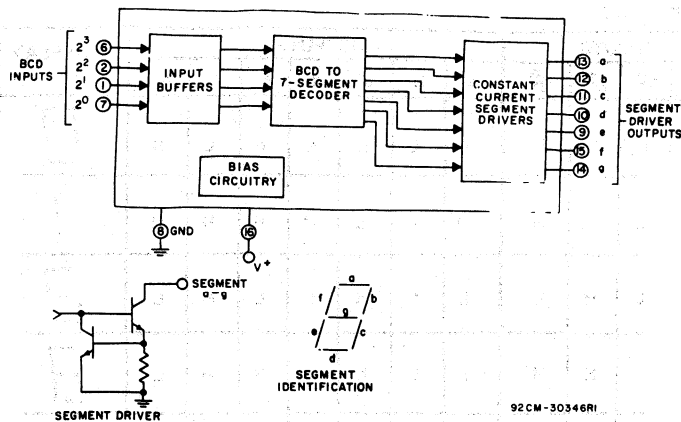 BCD INPUTS
2³ 6
2² 2
2¹ 1
2⁰ 7
INPUT BUFFERS
BCD TO 7-SEGMENT DECODER
CONSTANT CURRENT SEGMENT DRIVERS
13 a
12 b
11 c
10 d
9 e
15 f
14 g
SEGMENT DRIVER OUTPUTS
BIAS CIRCUITRY
8 GND
16
V+
SEGMENT a-g
SEGMENT DRIVER
a
f b
g
e c
d
SEGMENT IDENTIFICATION
92CM-30346R1